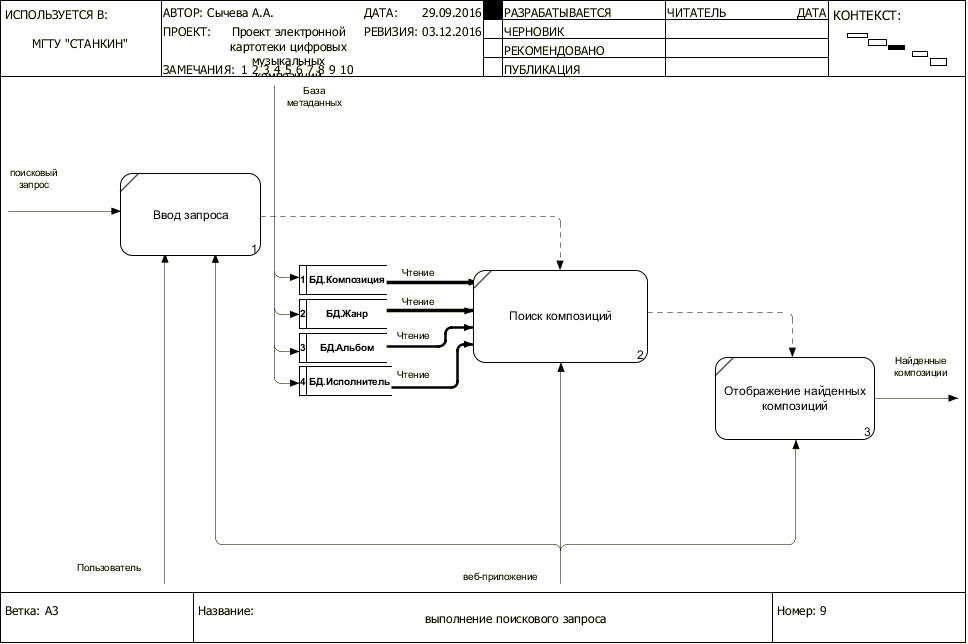 ИСПОЛЬЗУЕТСЯ В:
МГТУ "СТАНКИН"
АВТОР: Сычева А.А.
ДАТА: 29.09.2016
ПРОЕКТ: Проект электронной
картотеки цифровых
музыкальных
композиций
РЕВИЗИЯ: 03.12.2016
ЗАМЕЧАНИЯ: 1 2 3 4 5 6 7 8 9 10
РАЗРАБАТЫВАЕТСЯ
ЧЕРНОВИК
РЕКОМЕНДОВАНО
ПУБЛИКАЦИЯ
ЧИТАТЕЛЬ ДАТА
КОНТЕКСТ:
База
метаданных
поисковый
запрос
Ввод запроса
1
1 БД.Композиция
Чтение
2 БД.Жанр
Чтение
3 БД.Альбом
Чтение
4 БД.Исполнитель
Чтение
Поиск композиций
2
Отображение найденных
композиций
3
Найденные
композиции
Пользователь
веб-приложение
Ветка: A3
Название:
выполнение поискового запроса
Номер: 9